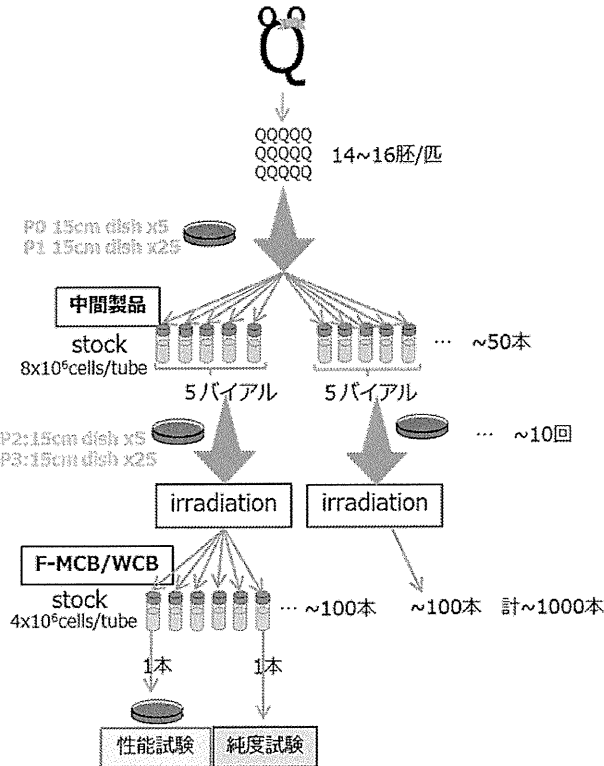 QQQQQ
QQQQQ
QQQQQ
14~16胚/匹
P0 15cm dish x5
P1 15cm dish x25
中間製品
stock
8x10⁶cells/tube
… ~50本
5バイアル
5バイアル
P2:15cm dish x5
P3:15cm dish x25
… ~10回
irradiation
irradiation
F-MCB/WCB
stock
4x10⁶cells/tube
… ~100本
~100本 計~1000本
1本
1本
性能試験
純度試験